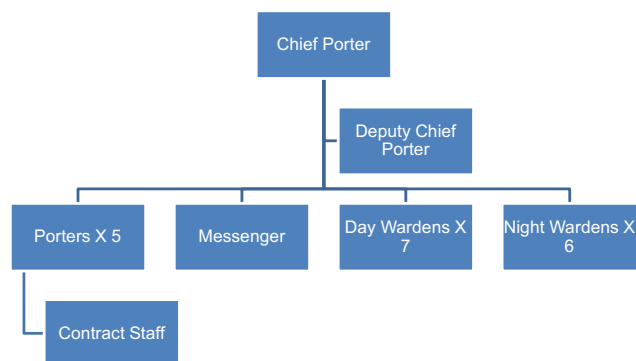 Chief Porter
Deputy Chief
Porter
Porters X 5
Messenger
Day Wardens X
7
Night Wardens X
6
Contract Staff